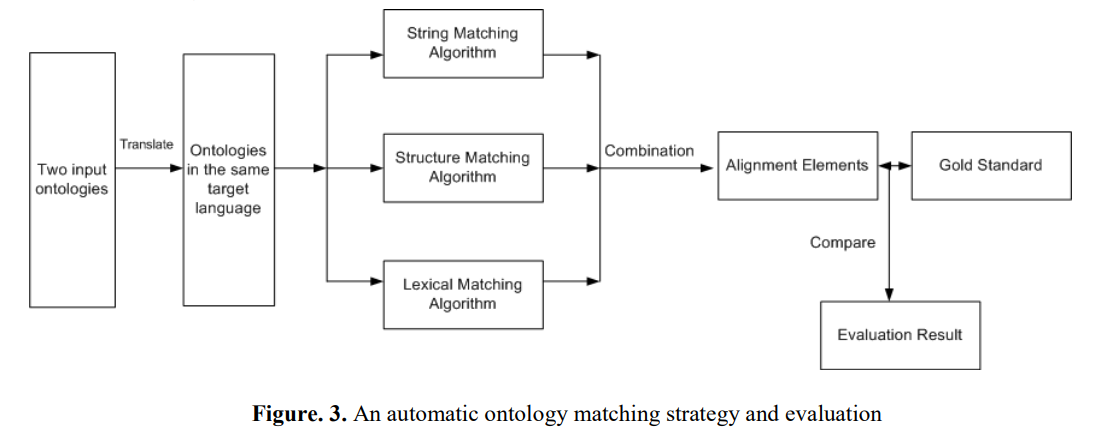 Two input
ontologies
Translate
Ontologies
in the same
target
language
String Matching
Algorithm
Structure Matching
Algorithm
Lexical Matching
Algorithm
Combination
Alignment Elements
Gold Standard
Compare
Evaluation Result
Figure. 3. An automatic ontology matching strategy and evaluation